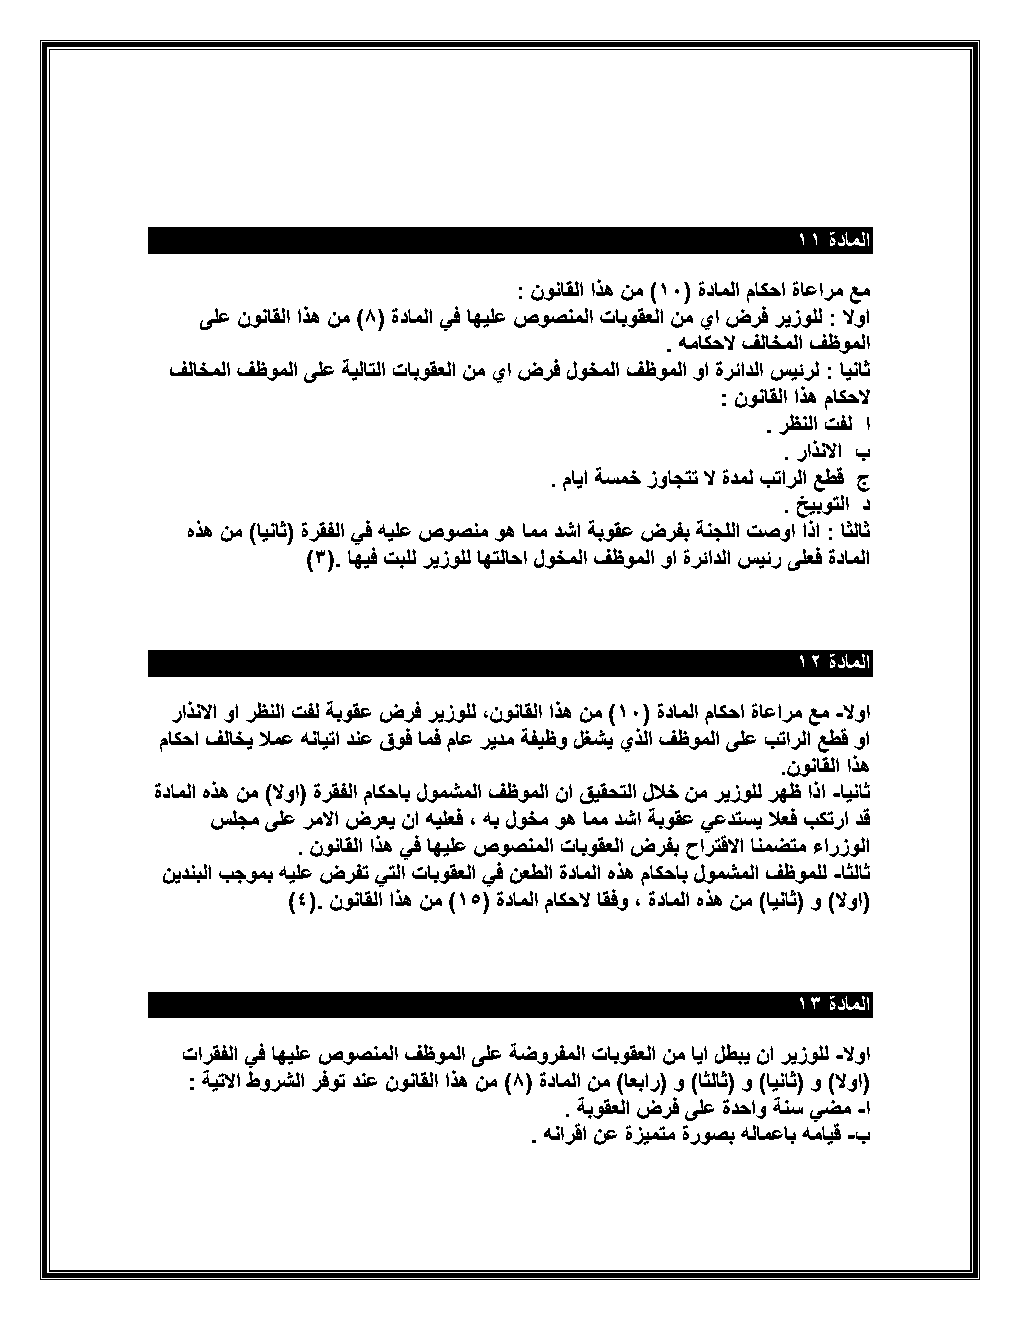 المادة ١١
مع مراعاة احكام المادة (١٠) من هذا القانون :
اولا : للوزير فرض اي من العقوبات المنصوص عليها في المادة (٨) من هذا القانون على
الموظف المخالف لاحكامه .
ثانيا : لرئيس الدائرة او الموظف المخول فرض اي من العقوبات التالية على الموظف المخالف
لاحكام هذا القانون :
ا لفت النظر .
ب الانذار .
ج قطع الراتب لمدة لا تتجاوز خمسة ايام .
د التوبيخ .
ثالثا : اذا اوصت اللجنة بفرض عقوبة اشد مما هو منصوص عليه في الفقرة (ثانيا) من هذه
المادة فعلى رئيس الدائرة او الموظف المخول احالتها للوزير للبت فيها .(٣)
المادة ١٢
اولا- مع مراعاة احكام المادة (١٠) من هذا القانون، للوزير فرض عقوبة لفت النظر او الانذار
او قطع الراتب على الموظف الذي يشغل وظيفة مدير عام فما فوق عند اتيانه عملا يخالف احكام
هذا القانون.
ثانيا- اذا ظهر للوزير من خلال التحقيق ان الموظف المشمول باحكام الفقرة (اولا) من هذه المادة
قد ارتكب فعلا يستدعي عقوبة اشد مما هو مخول به ، فعليه ان يعرض الامر على مجلس
الوزراء متضمنا الاقتراح بفرض العقوبات المنصوص عليها في هذا القانون .
ثالثا- للموظف المشمول باحكام هذه المادة الطعن في العقوبات التي تفرض عليه بموجب البندين
(اولا) و (ثانيا) من هذه المادة ، وفقا لاحكام المادة (١٥) من هذا القانون .(٤)
المادة ١٣
اولا- للوزير ان يبطل ايا من العقوبات المفروضة على الموظف المنصوص عليها في الفقرات
(اولا) و (ثانيا) و (ثالثا) و (رابعا) من المادة (٨) من هذا القانون عند توفر الشروط الاتية :
ا- مضي سنة واحدة على فرض العقوبة .
ب- قيامه باعماله بصورة متميزة عن اقرانه .